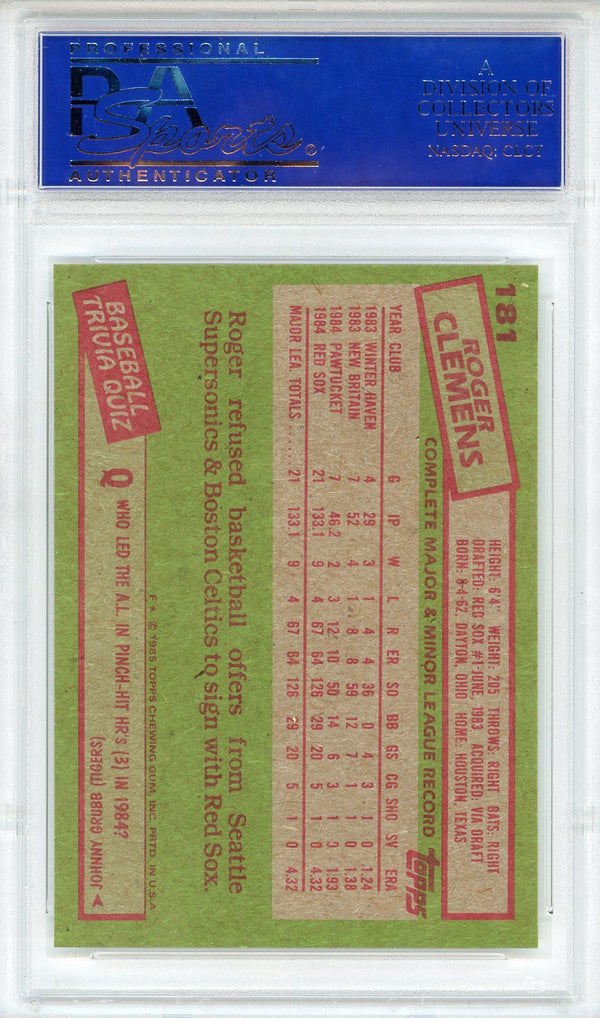 PROFESSIONAL
PSA
Sports
AUTHENTICATOR
A
DIVISION OF
COLLECTORS
UNIVERSE
NASDAQ: CLCT
181
ROGER
CLEMENS
HEIGHT: 6'4" WEIGHT: 205 THROWS: RIGHT BATS: RIGHT
DRAFTED: RED SOX #1-JUNE, 1983 ACQUIRED: VIA DRAFT
BORN: 8-4-62, DAYTON, OHIO HOME: HOUSTON, TEXAS
COMPLETE MAJOR & MINOR LEAGUE RECORD topps
YEAR CLUB G IP W L R ER SO BB GS CG SHO SV ERA
1983 WINTER HAVEN 4 29 3 1 4 4 36 0 4 3 1 0 1.24
1983 NEW BRITAIN 7 52 4 1 8 8 59 12 7 1 1 0 1.38
1984 PAWTUCKET 7 46.2 2 3 12 10 50 14 6 3 1 0 1.93
1984 RED SOX 21 133.1 9 4 67 64 126 29 20 5 1 0 4.32
MAJOR LEA. TOTALS...... 21 133.1 9 4 67 64 126 29 20 5 1 0 4.32
Roger refused basketball offers from Seattle
Supersonics & Boston Celtics to sign with Red Sox.
F★ © 1985 TOPPS CHEWING GUM, INC. PRTD. IN U.S.A.
BASEBALL
TRIVIA QUIZ
Q WHO LED THE A.L. IN PINCH-HIT HR'S (3) IN 1984?
JOHNNY GRUBB (TIGERS) A